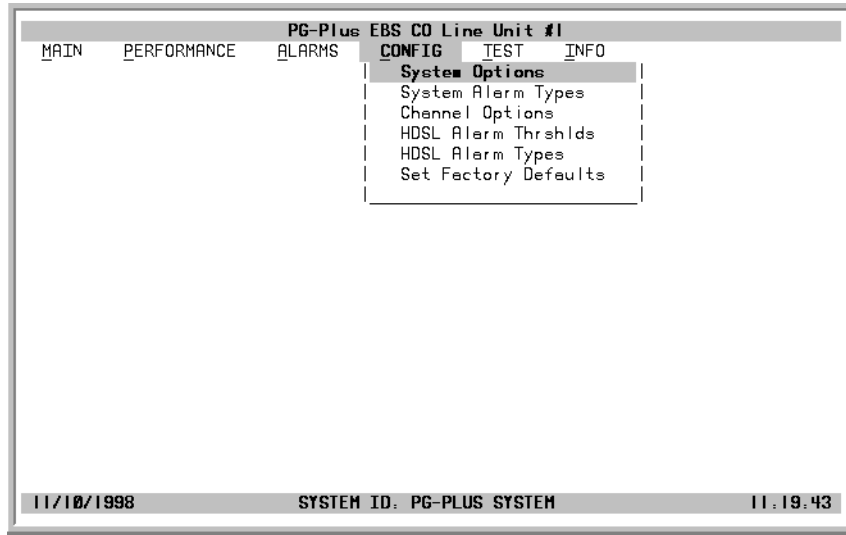 PG-Plus EBS CO Line Unit #1
MAIN PERFORMANCE ALARMS CONFIG TEST INFO
System Options
System Alarm Types
Channel Options
HDSL Alarm Thrshlds
HDSL Alarm Types
Set Factory Defaults
11/10/1998 SYSTEM ID: PG-PLUS SYSTEM 11:19:43